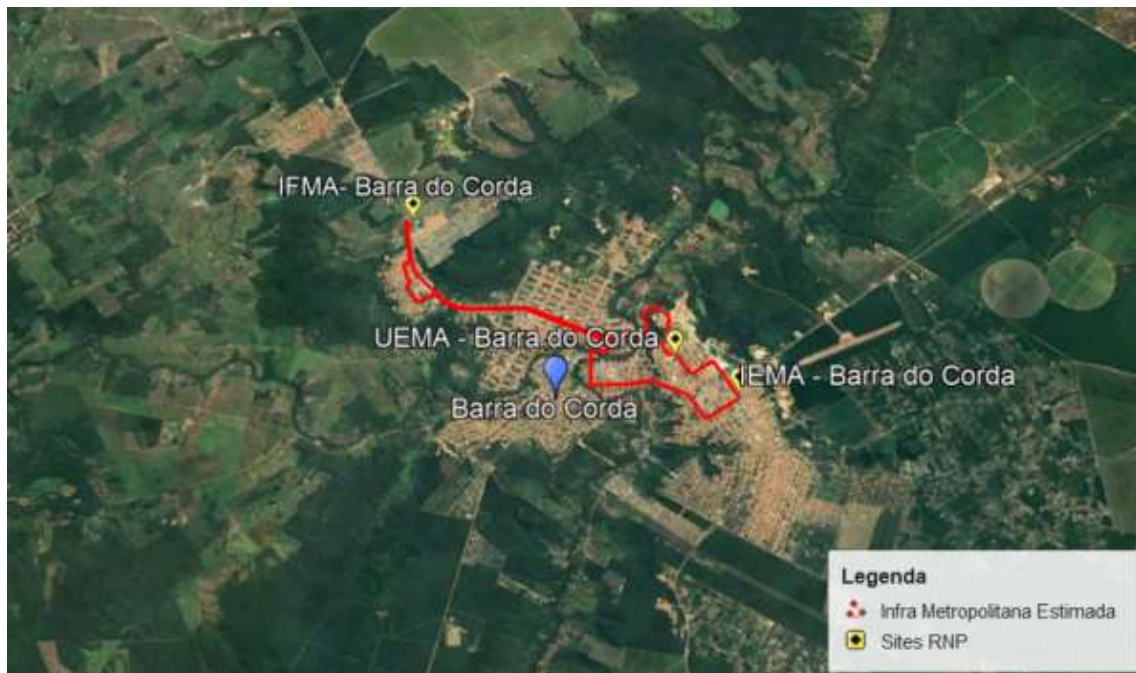 IFMA- Barra do Corda
UEMA - Barra do Corda
IEMA - Barra do Corda
Barra do Corda
Legenda
Infra Metropolitana Estimada
Sites RNP